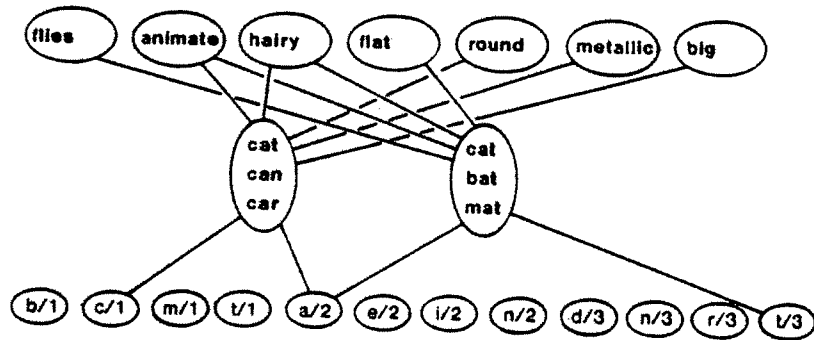 flies animate hairy flat round metallic big
cat cat
can bat
car mat
b/1 c/1 m/1 t/1 a/2 e/2 i/2 n/2 d/3 n/3 r/3 t/3